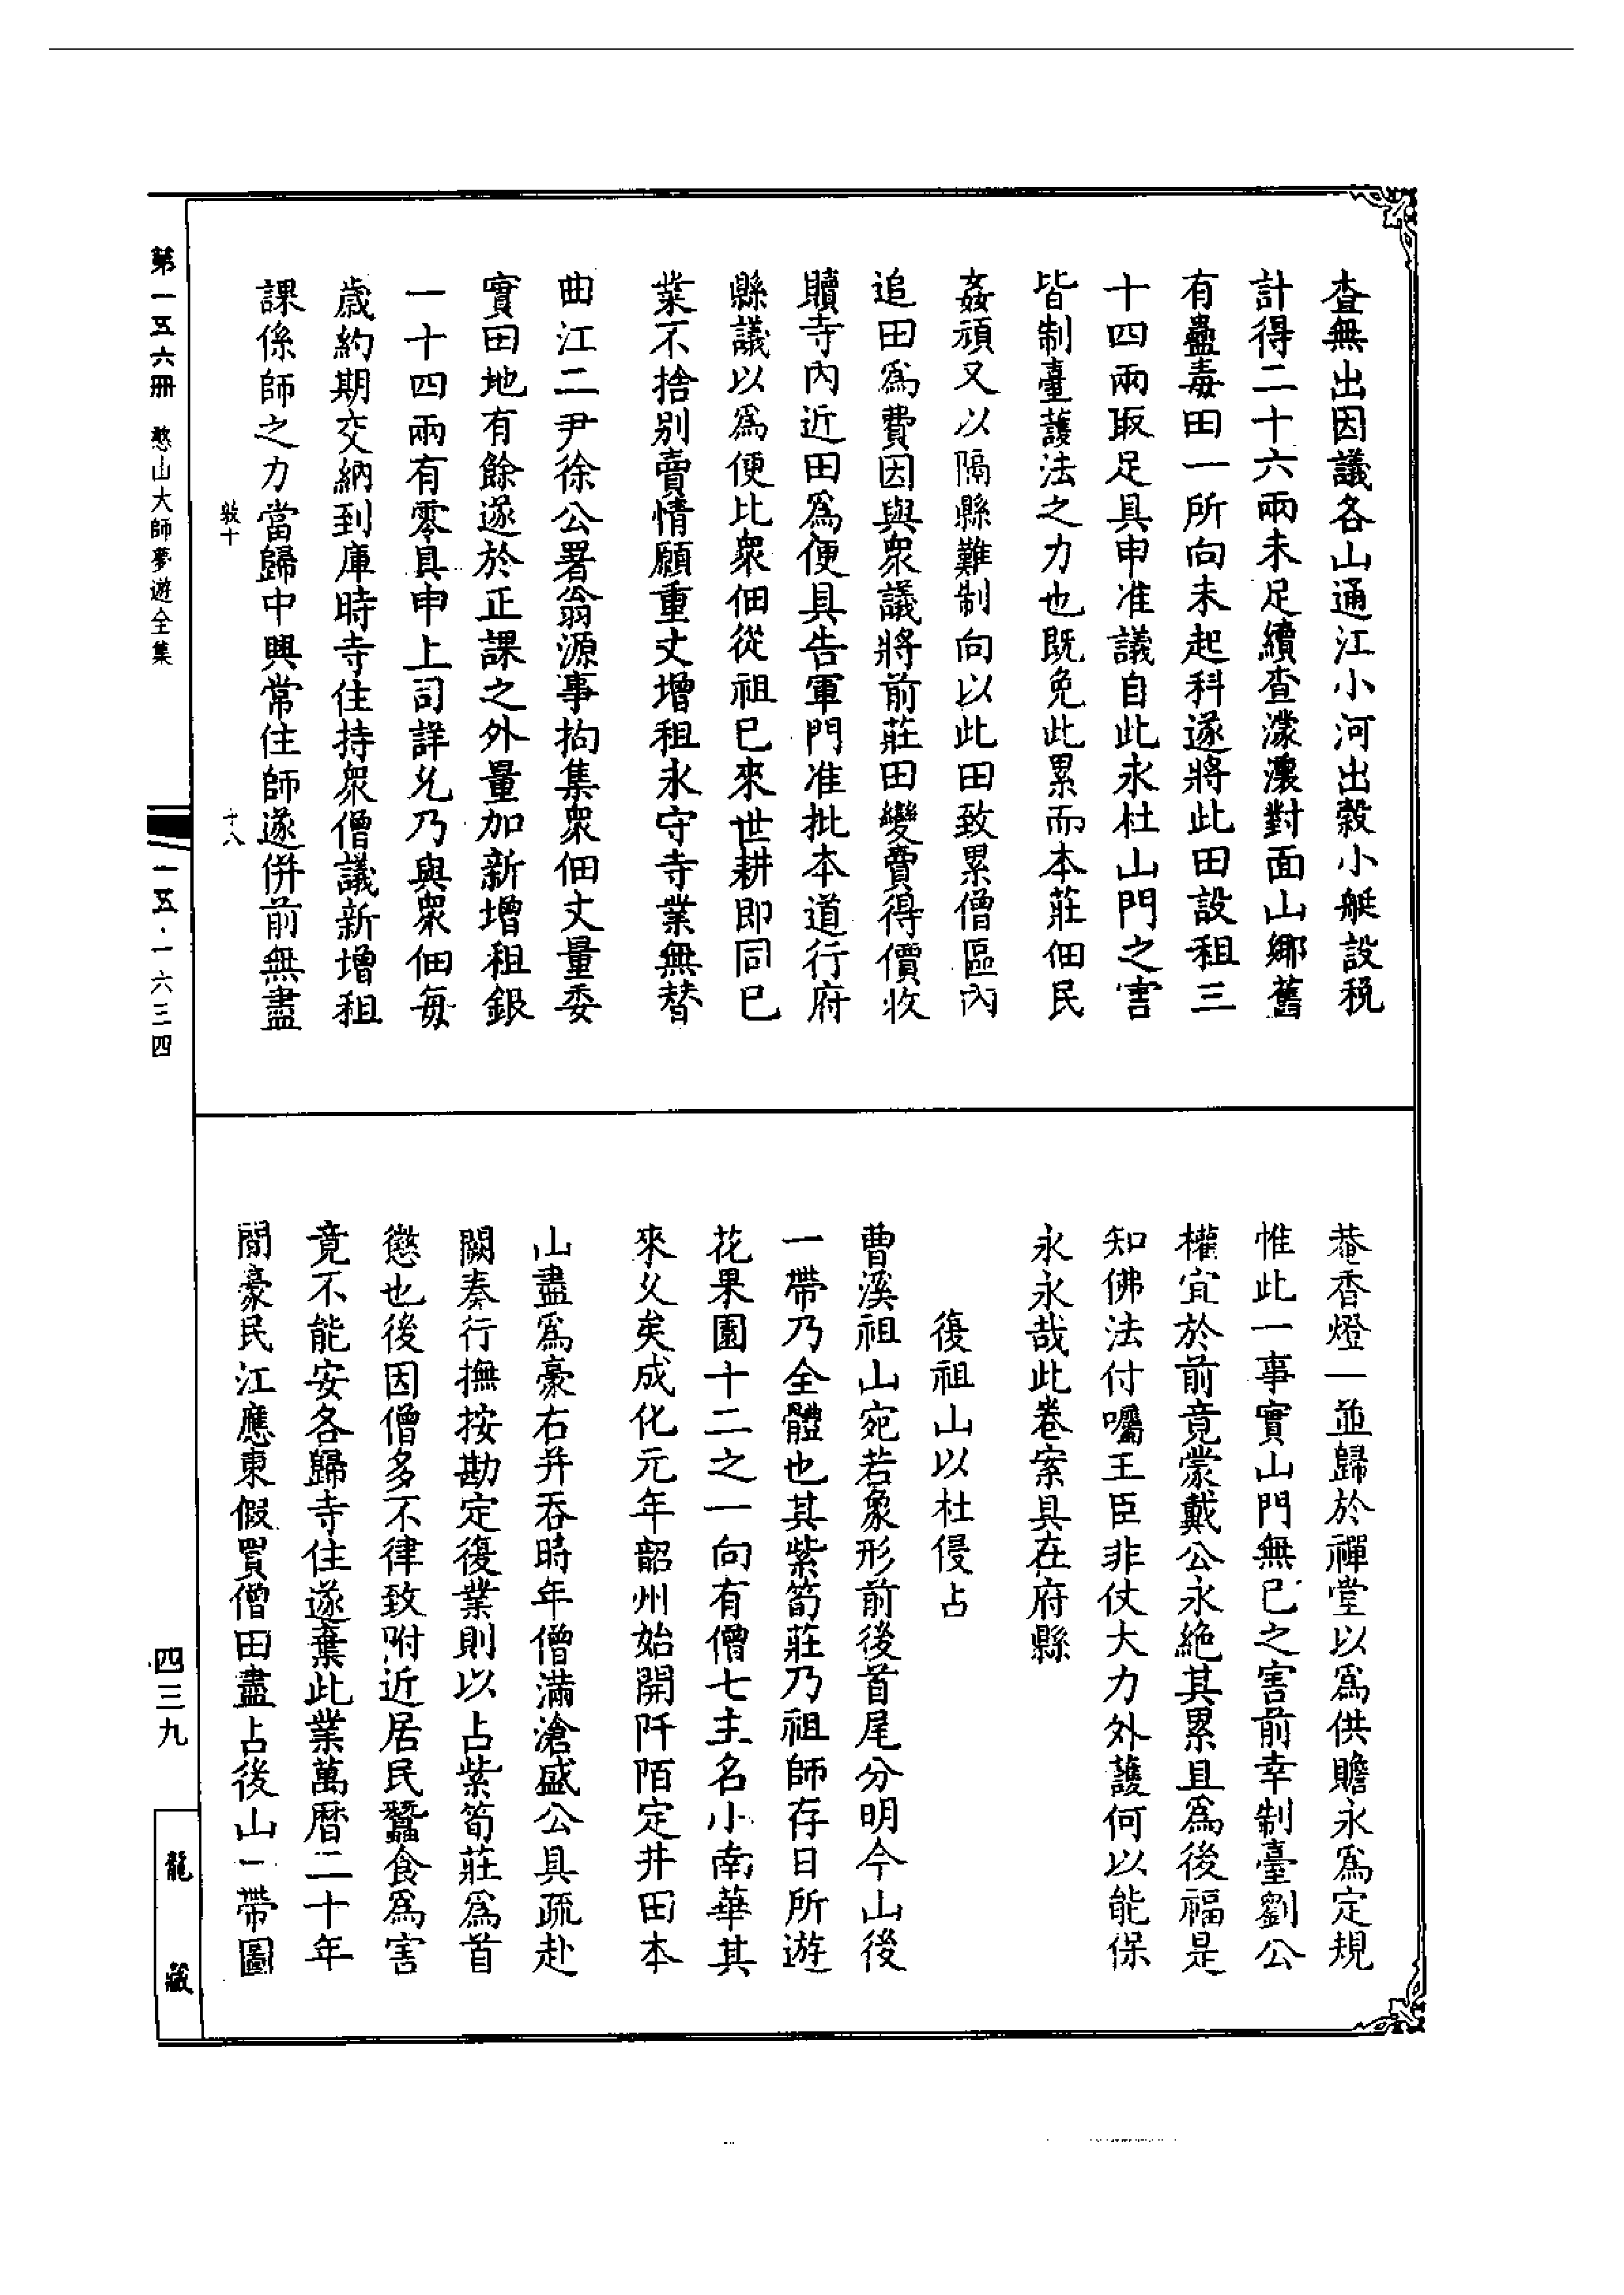 查無出因議各山通江小河出穀小艇設稅
計得二十六兩未足續查濛瀼對面山鄉舊
有蠱毒田一所向未起科遂將此田設租三
十四兩取足具申准議自此永杜山門之害
皆制臺護法之力也既免此累而本莊佃民
姦頑又以隔縣難制向以此田致累僧區內
追田為費因與眾議將前莊田變賣得價收
贖寺內近田為便具告軍門准批本道行府
縣議以為便比眾佃從祖已來世耕即同已
業不捨別賣情願重丈增租永守寺業無替
曲江二尹徐公署翁源事拘集眾佃丈量委
實田地有餘遂於正課之外量加新增租銀
一十四兩有零具申上司詳允乃與眾佃每
歲約期交納到庫時寺住持眾僧議新增租
課係師之力當歸中興常住師遂併前無盡
菴香燈一並歸於禪堂以為供贍永為定規
惟此一事實山門無已之害前幸制臺劉公
權宜於前竟蒙戴公永絕其累且為後福是
知佛法付囑王臣非仗大力外護何以能保
永永哉此卷案具在府縣
復祖山以杜侵占
曹溪祖山宛若象形前後首尾分明今山後
一帶乃全體也其紫筍莊乃祖師存日所遊
花果園十二之一向有僧七主名小南華其
來久矣成化元年韶州始開阡陌定井田本
山盡為豪右并吞時年僧滿滄盛公具疏赴
闕奏行撫按勘定復業則以占紫筍莊為首
懲也後因僧多不律致附近居民蠶食為害
竟不能安各歸寺住遂棄此業萬曆二十年
間豪民江應東假買僧田盡占後山一帶圖
敎十
十八
第一五六冊 憨山大師夢遊全集
一五·一六三四
四三九
龍藏